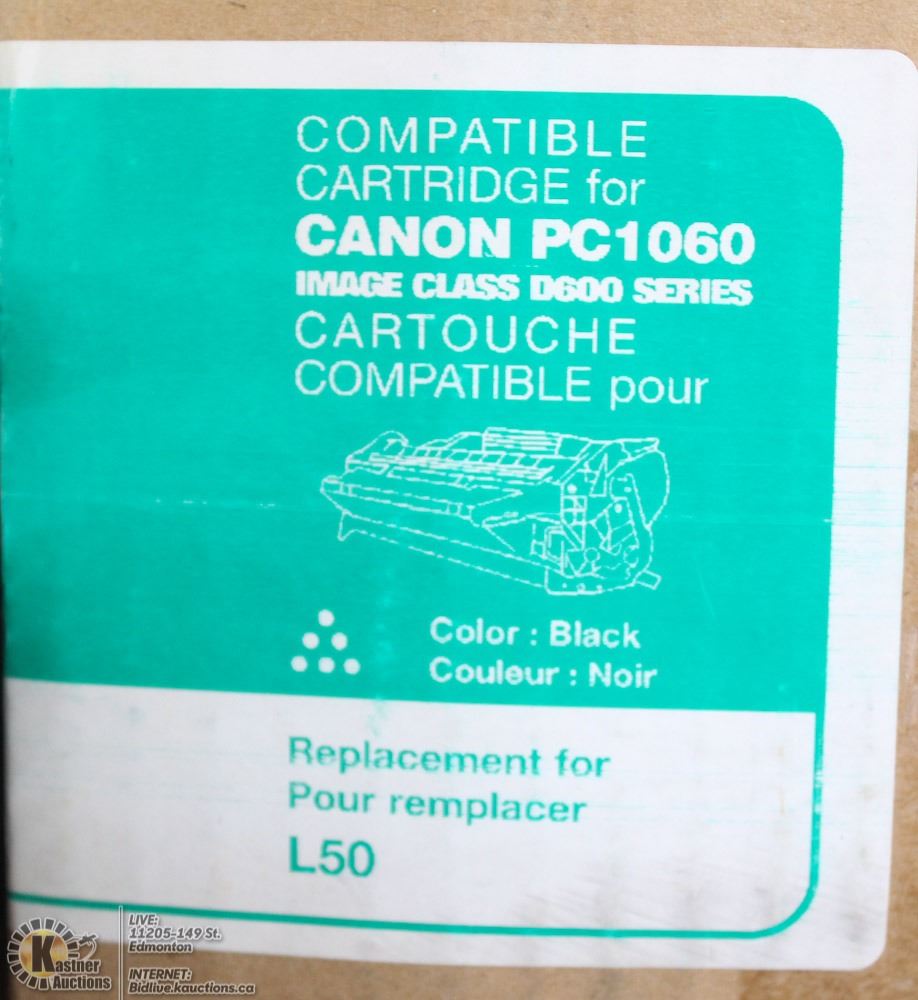 COMPATIBLE
CARTRIDGE for
CANON PC1060
IMAGE CLASS D600 SERIES
CARTOUCHE
COMPATIBLE pour
Color : Black
Couleur : Noir
Replacement for
Pour remplacer
L50
Kastner
Auctions
LIVE:
11205-149 St.
Edmonton
INTERNET:
Bidlive.kauctions.ca